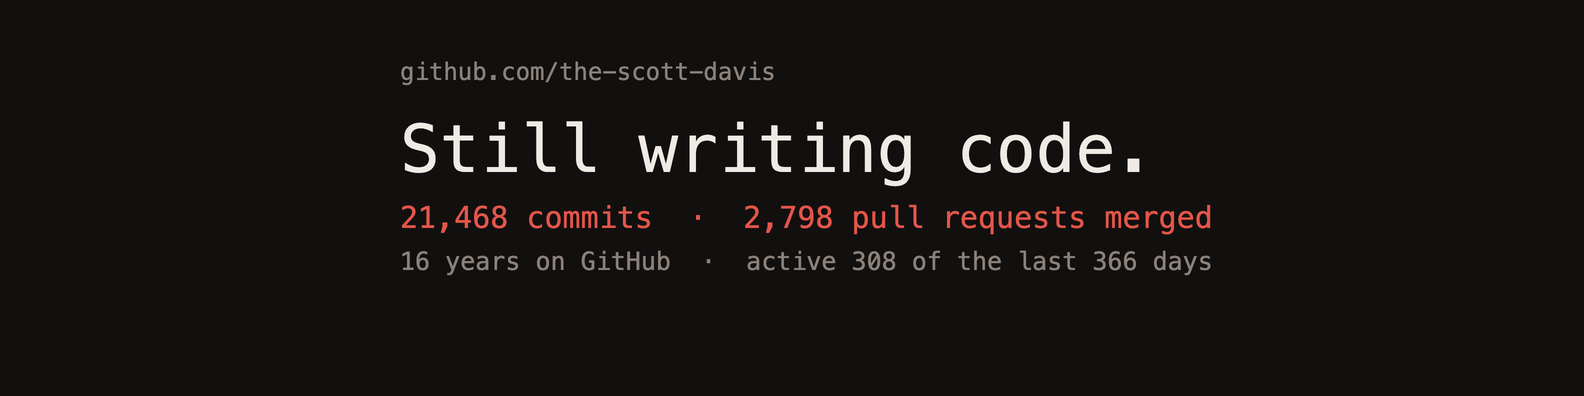 github.com/the-scott-davis
Still writing code.
21,468 commits · 2,798 pull requests merged
16 years on GitHub · active 308 of the last 366 days